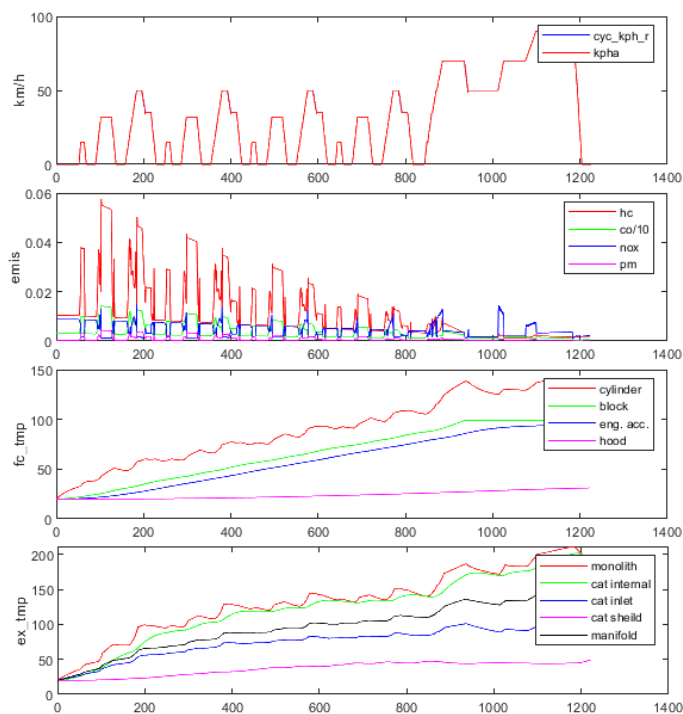 100
cyc_kph_r
kpha
km/h
50
0
0 200 400 600 800 1000 1200 1400
0.06
hc
co/10
nox
pm
0.04
emis
0.02
0
0 200 400 600 800 1000 1200 1400
150
cylinder
block
eng. acc.
hood
100
fc_tmp
50
0
0 200 400 600 800 1000 1200 1400
200
monolith
cat internal
cat inlet
cat sheild
manifold
150
ex_tmp
100
50
0
0 200 400 600 800 1000 1200 1400